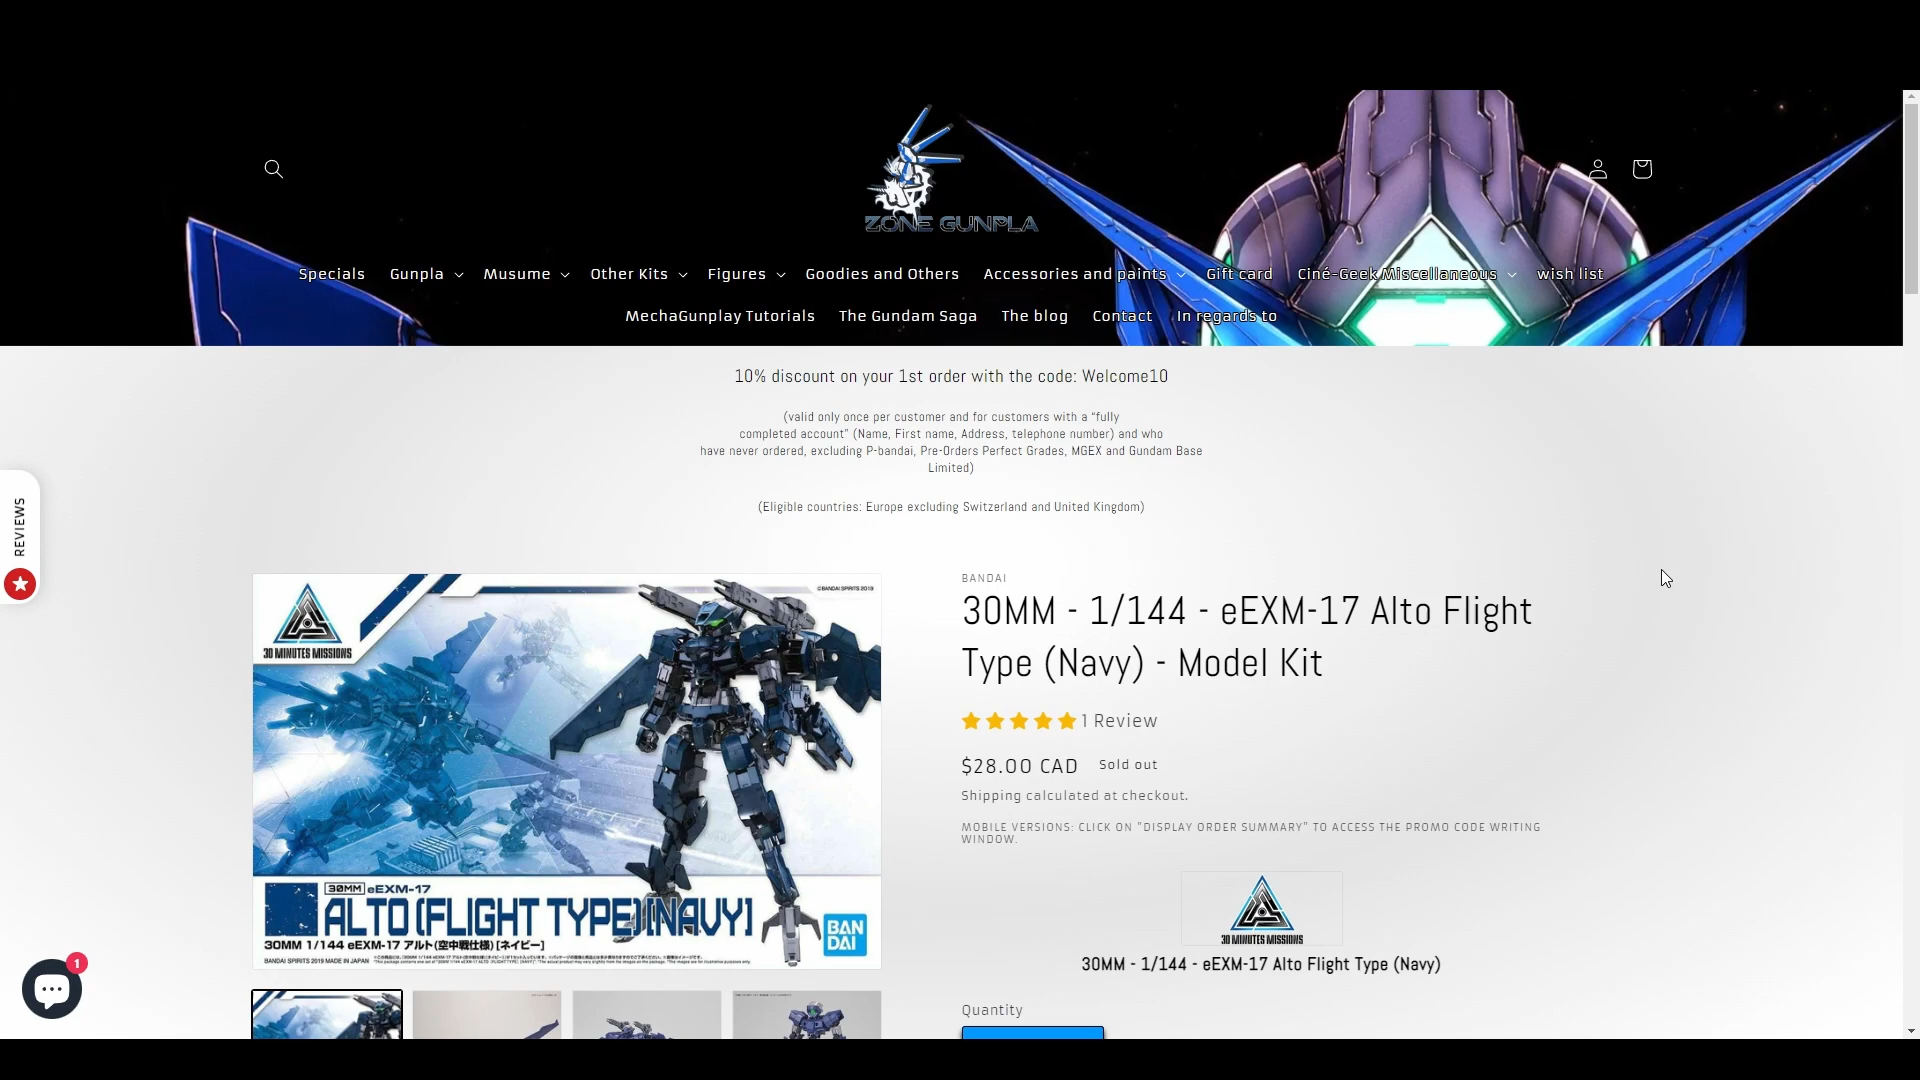 ZONE GUNPLA
Specials Gunpla Musume Other Kits Figures Goodies and Others Accessories and paints Gift card Ciné-Geek Miscellaneous wish list
MechaGunplay Tutorials The Gundam Saga The blog Contact In regards to
10% discount on your 1st order with the code: Welcome10
(valid only once per customer and for customers with a “fully
completed account” (Name, First name, Address, telephone number) and who
have never ordered, excluding P-bandai, Pre-Orders Perfect Grades, MGEX and Gundam Base
Limited)
(Eligible countries: Europe excluding Switzerland and United Kingdom)
REVIEWS
©BANDAI SPIRITS 2019
30 MINUTES MISSIONS
30MM eEXM-17
ALTO [FLIGHT TYPE] [NAVY]
30MM 1/144 eEXM-17 アルト(空中戦仕様) [ネイビー]
BANDAI SPIRITS 2019 MADE IN JAPAN
BAN
DAI
BANDAI
30MM - 1/144 - eEXM-17 Alto Flight
Type (Navy) - Model Kit
1 Review
$28.00 CAD Sold out
Shipping calculated at checkout.
MOBILE VERSIONS: CLICK ON "DISPLAY ORDER SUMMARY" TO ACCESS THE PROMO CODE WRITING
WINDOW.
30 MINUTES MISSIONS
30MM - 1/144 - eEXM-17 Alto Flight Type (Navy)
Quantity
1